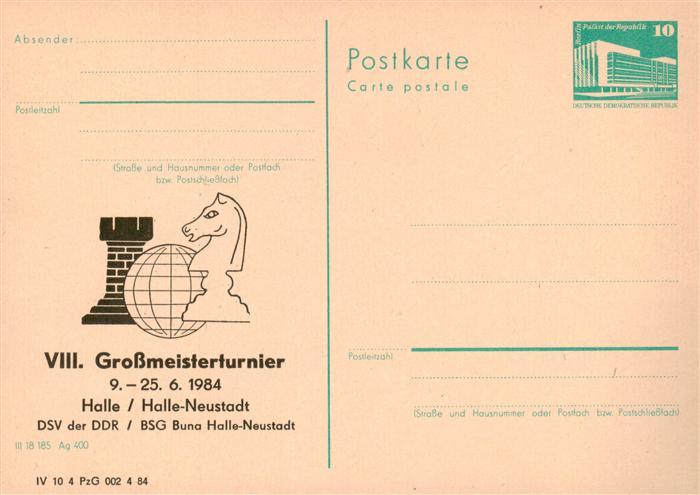 Absender:
Postleitzahl
(Straße und Hausnummer oder Postfach
bzw. Postschließfach)
VIII. Großmeisterturnier
9. – 25. 6. 1984
Halle / Halle-Neustadt
DSV der DDR / BSG Buna Halle-Neustadt
III 18 185 Ag 400
IV 10 4 PzG 002 4 84
Postkarte
Carte postale
Berlin Palast der Republik 10
DEUTSCHE DEMOKRATISCHE REPUBLIK
Postleitzahl
(Straße und Hausnummer oder Postfach bzw. Postschließfach)